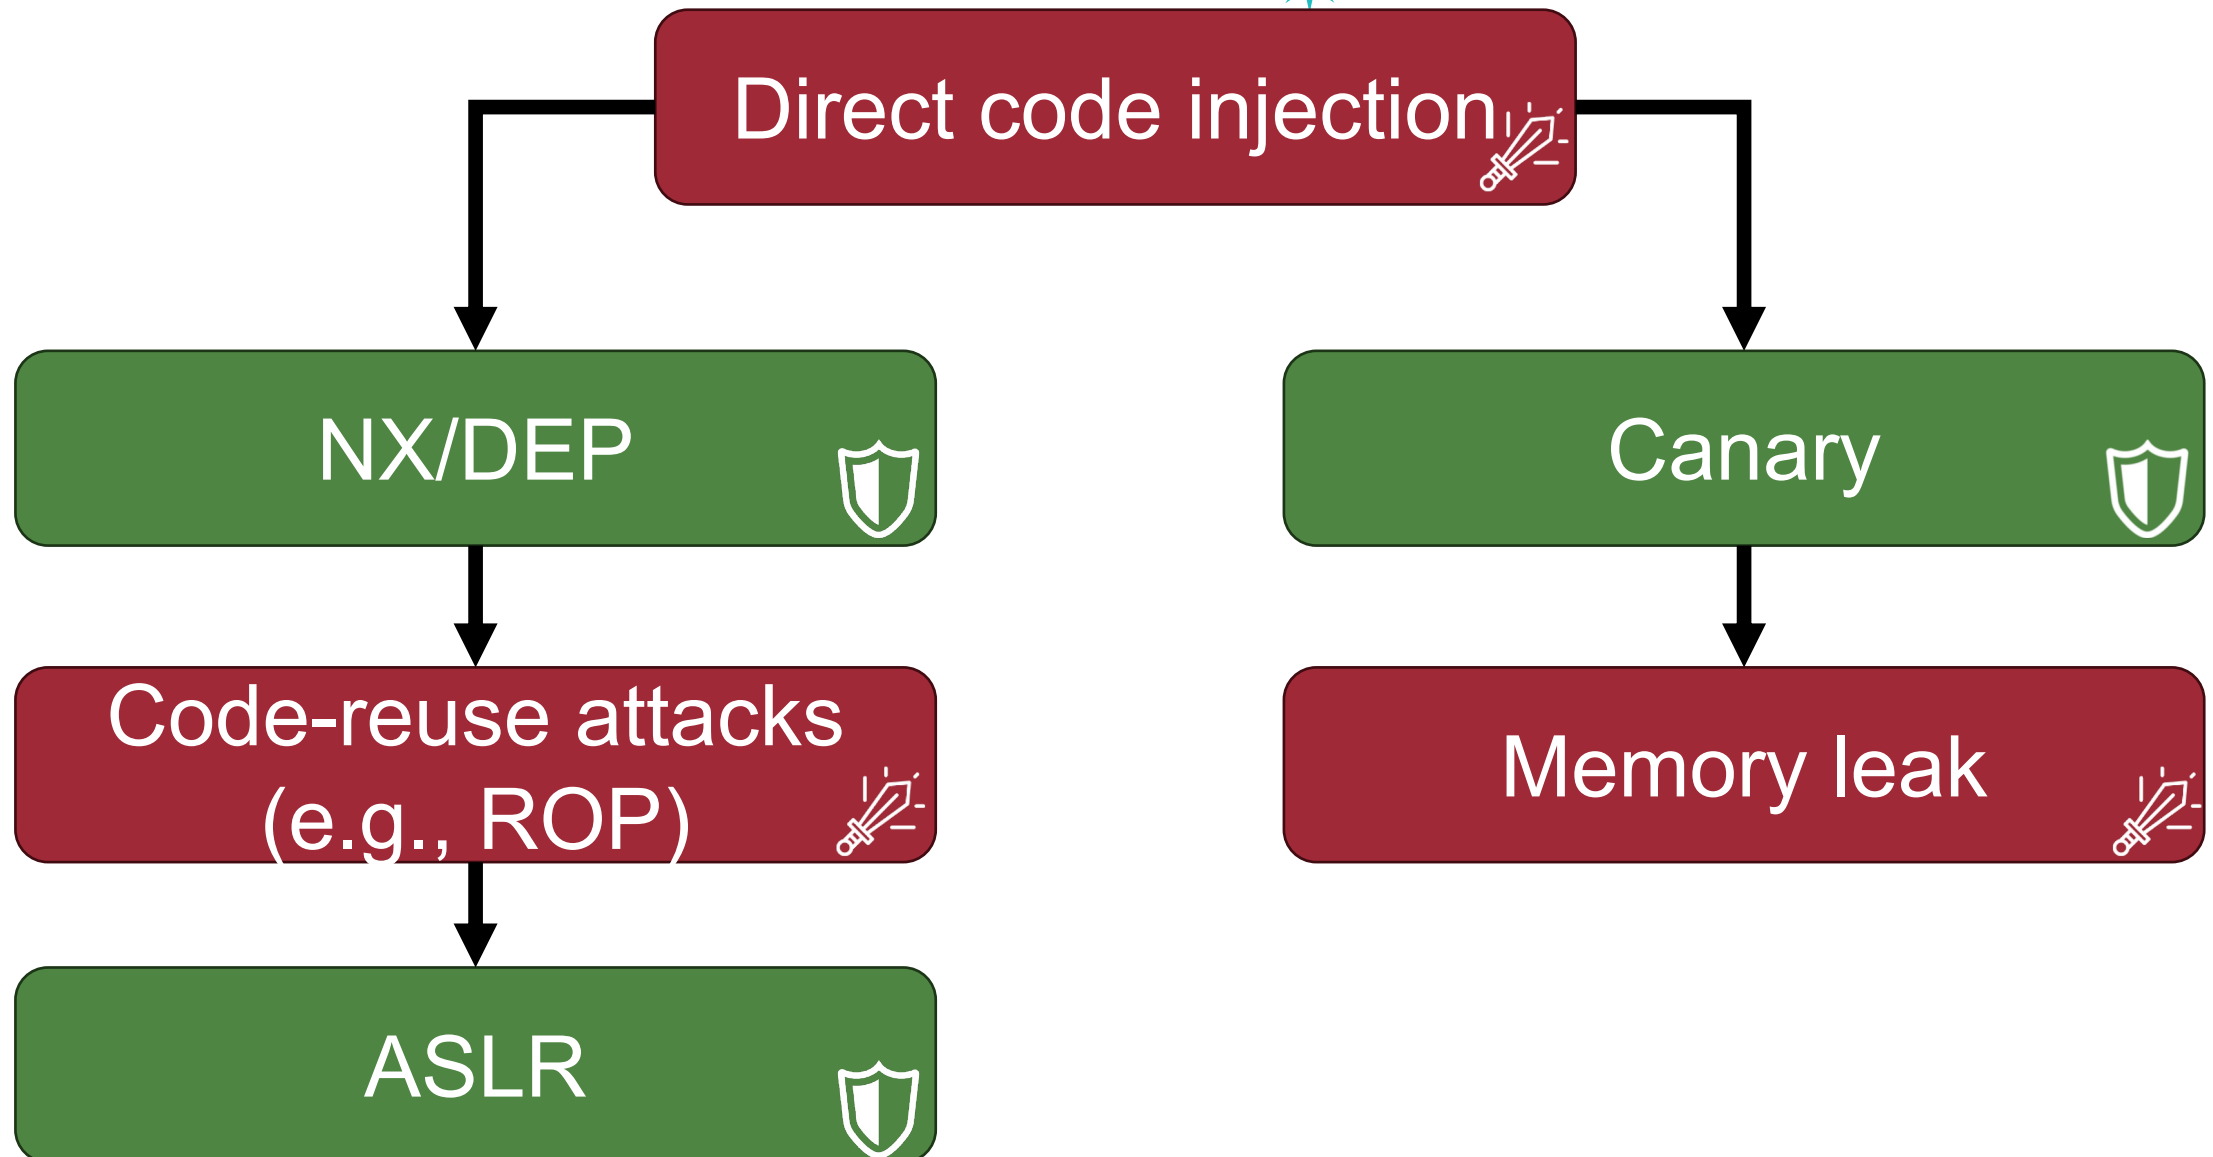 Direct code injection
NX/DEP
Canary
Code-reuse attacks
(e.g., ROP)
Memory leak
ASLR